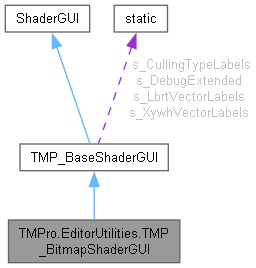 ShaderGUI
static
s_CullingTypeLabels
s_DebugExtended
s_LbrtVectorLabels
s_XywhVectorLabels
TMP_BaseShaderGUI
TMPro.EditorUtilities.TMP
_BitmapShaderGUI